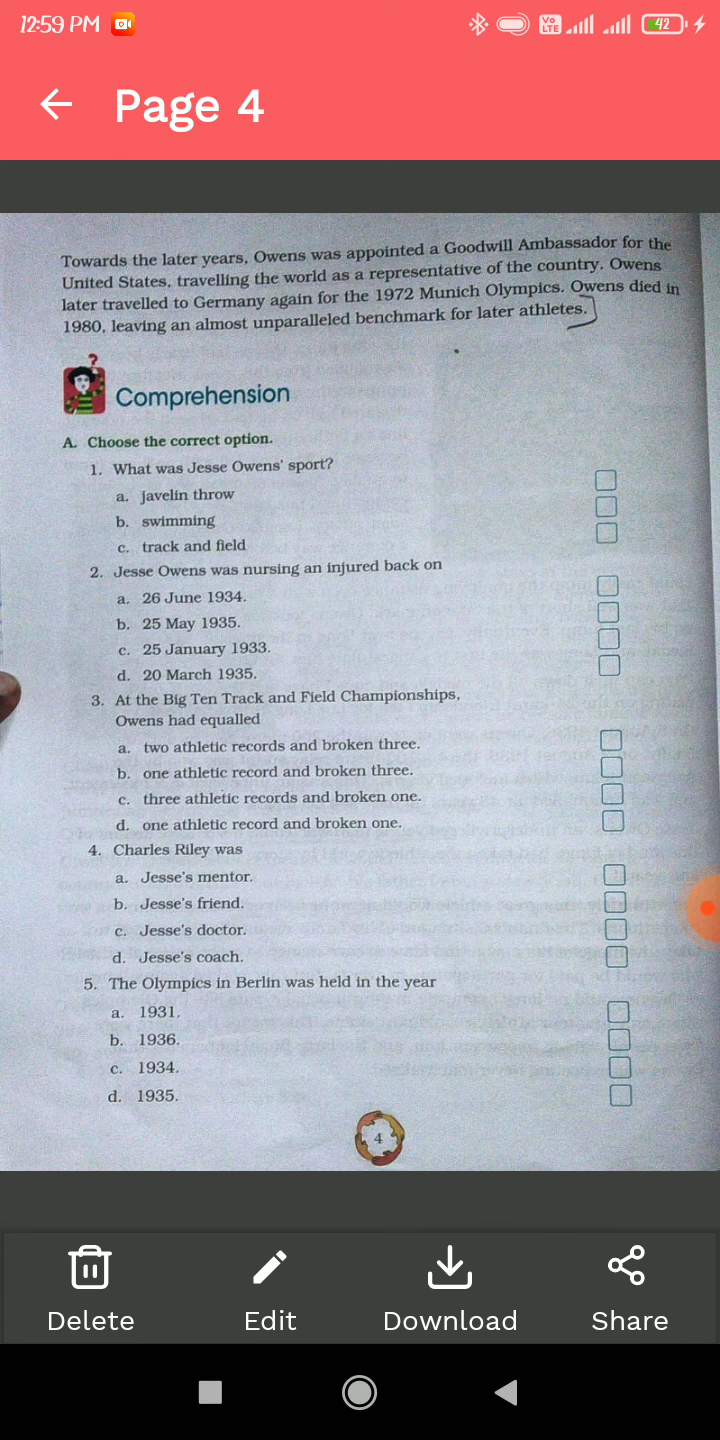 12:59 PM
Vo LTE
42
Page 4
Towards the later years, Owens was appointed a Goodwill Ambassador for the
United States, travelling the world as a representative of the country. Owens
later travelled to Germany again for the 1972 Munich Olympics. Owens died in
1980, leaving an almost unparalleled benchmark for later athletes.
?
Comprehension
A. Choose the correct option.
1. What was Jesse Owens' sport?
a. javelin throw
b. swimming
c. track and field
2. Jesse Owens was nursing an injured back on
a. 26 June 1934.
b. 25 May 1935.
c. 25 January 1933.
d. 20 March 1935.
3. At the Big Ten Track and Field Championships,
Owens had equalled
a. two athletic records and broken three.
b. one athletic record and broken three.
c. three athletic records and broken one.
d. one athletic record and broken one.
4. Charles Riley was
a. Jesse's mentor.
b. Jesse's friend.
c. Jesse's doctor.
d. Jesse's coach.
5. The Olympics in Berlin was held in the year
a. 1931.
b. 1936.
c. 1934.
d. 1935.
4
Delete
Edit
Download
Share